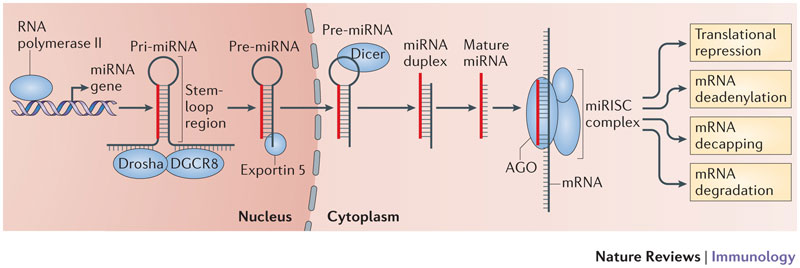 RNA
polymerase II
miRNA
gene
Pri-miRNA
Stem-
loop
region
Drosha
DGCR8
Pre-miRNA
Exportin 5
Nucleus
Pre-miRNA
Dicer
Cytoplasm
miRNA
duplex
Mature
miRNA
AGO
miRISC
complex
mRNA
Translational
repression
mRNA
deadenylation
mRNA
decapping
mRNA
degradation
Nature Reviews | Immunology